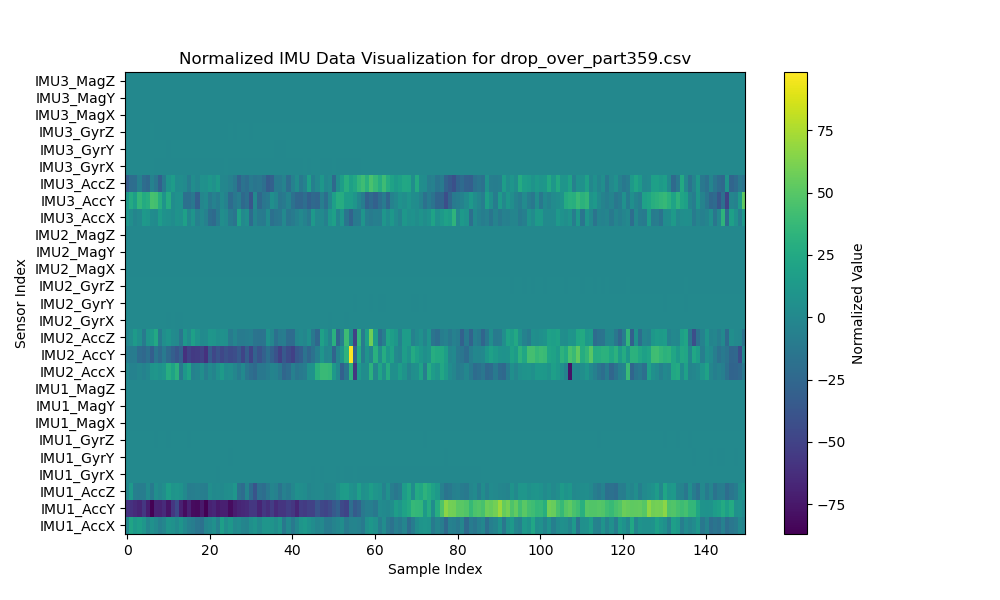 Normalized IMU Data Visualization for drop_over_part359.csv
IMU3_MagZ
IMU3_MagY
IMU3_MagX
IMU3_GyrZ
IMU3_GyrY
IMU3_GyrX
IMU3_AccZ
IMU3_AccY
IMU3_AccX
IMU2_MagZ
IMU2_MagY
IMU2_MagX
IMU2_GyrZ
IMU2_GyrY
IMU2_GyrX
IMU2_AccZ
IMU2_AccY
IMU2_AccX
IMU1_MagZ
IMU1_MagY
IMU1_MagX
IMU1_GyrZ
IMU1_GyrY
IMU1_GyrX
IMU1_AccZ
IMU1_AccY
IMU1_AccX
Sensor Index
0 20 40 60 80 100 120 140
Sample Index
75
50
25
0
−25
−50
−75
Normalized Value